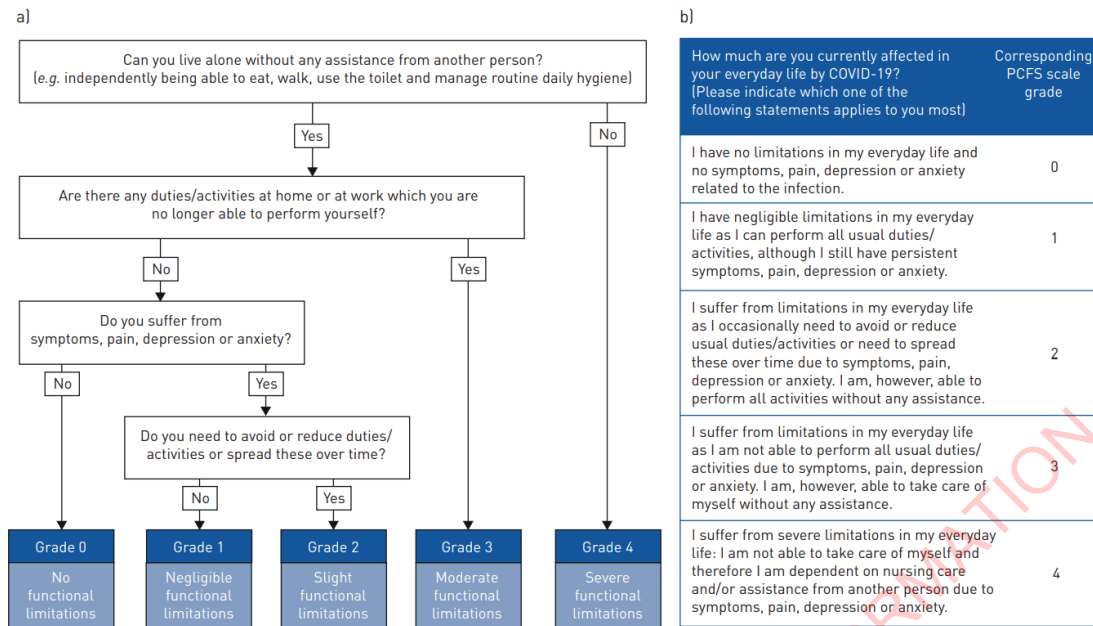 a)
Can you live alone without any assistance from another person?
(e.g. independently being able to eat, walk, use the toilet and manage routine daily hygiene)
Yes
No
Are there any duties/activities at home or at work which you are
no longer able to perform yourself?
No
Yes
Do you suffer from
symptoms, pain, depression or anxiety?
No
Yes
Do you need to avoid or reduce duties/
activities or spread these over time?
No
Yes
Grade 0
Grade 1
Grade 2
Grade 3
Grade 4
No
functional
limitations
Negligible
functional
limitations
Slight
functional
limitations
Moderate
functional
limitations
Severe
functional
limitations
b)
How much are you currently affected in
your everyday life by COVID-19?
(Please indicate which one of the
following statements applies to you most)
Corresponding
PCFS scale
grade
I have no limitations in my everyday life and
no symptoms, pain, depression or anxiety
related to the infection.
0
I have negligible limitations in my everyday
life as I can perform all usual duties/
activities, although I still have persistent
symptoms, pain, depression or anxiety.
1
I suffer from limitations in my everyday life
as I occasionally need to avoid or reduce
usual duties/activities or need to spread
these over time due to symptoms, pain,
depression or anxiety. I am, however, able to
perform all activities without any assistance.
2
I suffer from limitations in my everyday life
as I am not able to perform all usual duties/
activities due to symptoms, pain, depression
or anxiety. I am, however, able to take care of
myself without any assistance.
3
I suffer from severe limitations in my everyday
life: I am not able to take care of myself and
therefore I am dependent on nursing care
and/or assistance from another person due to
symptoms, pain, depression or anxiety.
4
ORMATION